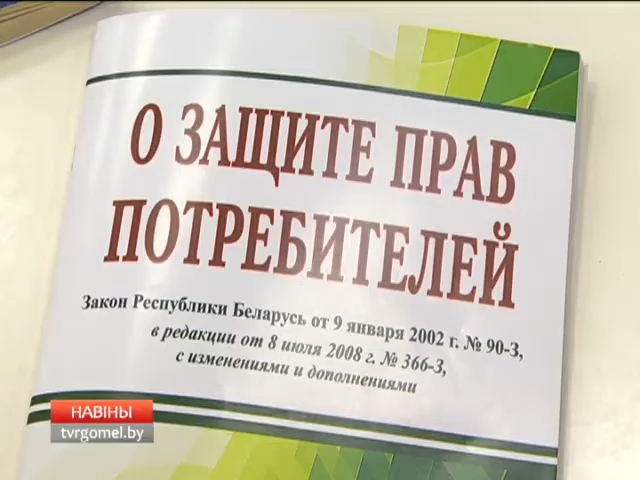 О ЗАЩИТЕ ПРАВ
ПОТРЕБИТЕЛЕЙ
Закон Республики Беларусь от 9 января 2002 г. № 90-З,
в редакции от 8 июля 2008 г. № 366-З,
с изменениями и дополнениями
НАВІНЫ
tvrgomel.by